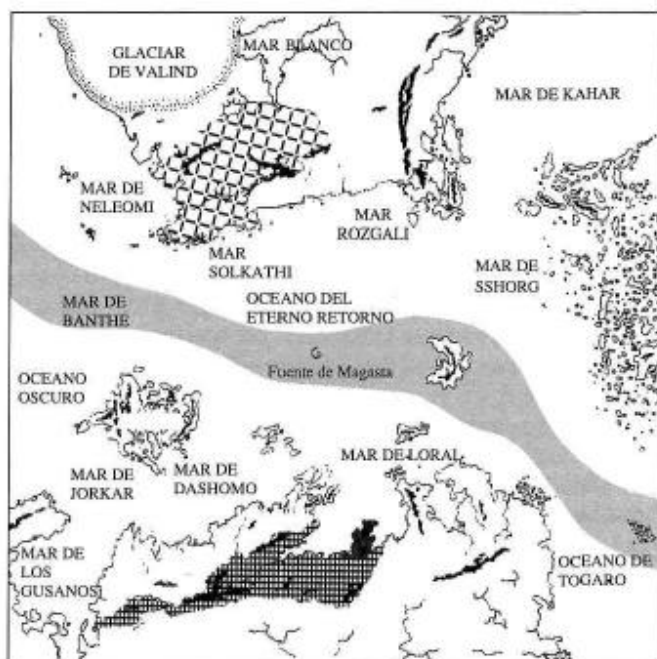 GLACIAR
DE VALIND
MAR BLANCO
MAR DE KAHAR
MAR DE
NELEOMI
MAR
ROZGALI
MAR
SOLKATHI
MAR DE
SSHORG
MAR DE
BANTHE
OCEANO DEL
ETERNO RETORNO
Fuente de Magasta
OCEANO
OSCURO
MAR DE
JORKAR
MAR DE
DASHOMO
MAR DE LORAL
MAR DE
LOS
GUSANOS
OCEANO DE
TOGARO